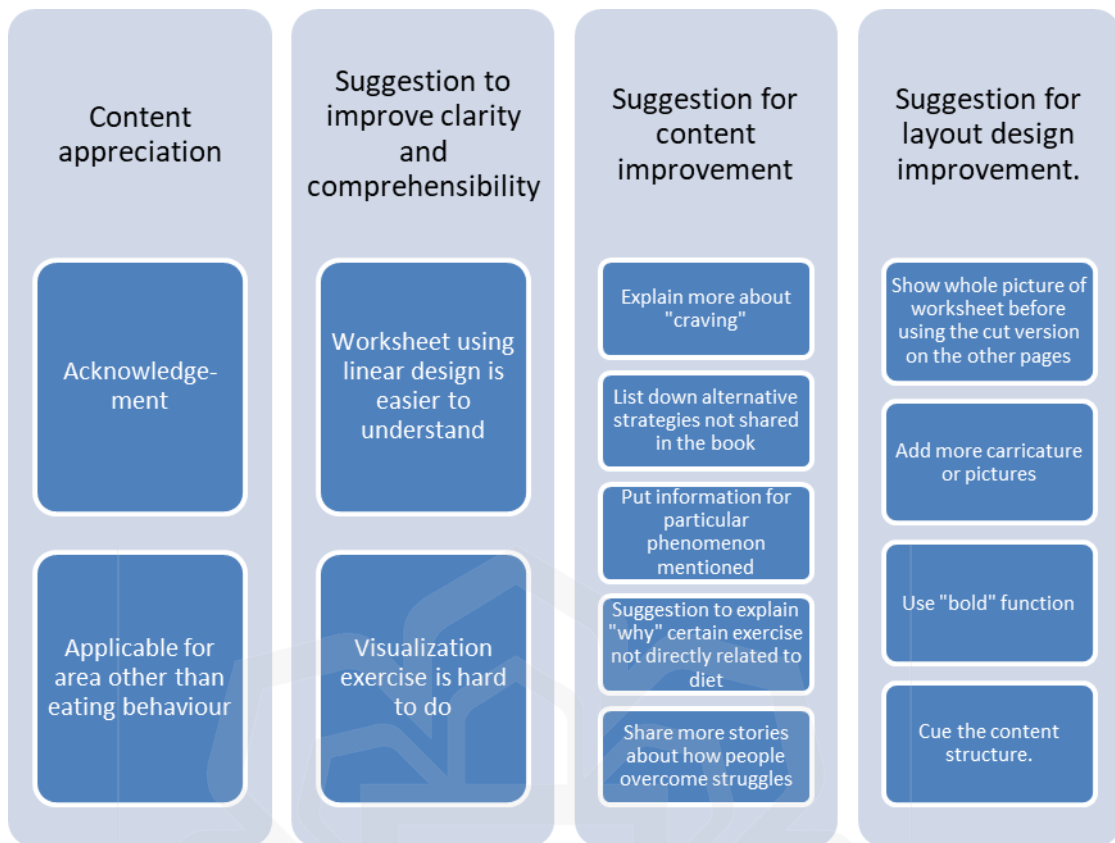 Content
appreciation
Acknowledge-
ment
Applicable for
area other than
eating behaviour
Suggestion to
improve clarity
and
comprehensibility
Worksheet using
linear design is
easier to
understand
Visualization
exercise is hard
to do
Suggestion for
content
improvement
Explain more about
"craving"
List down alternative
strategies not shared
in the book
Put information for
particular
phenomenon
mentioned
Suggestion to explain
"why" certain exercise
not directly related to
diet
Share more stories
about how people
overcome struggles
Suggestion for
layout design
improvement.
Show whole picture of
worksheet before
using the cut version
on the other pages
Add more carricature
or pictures
Use "bold" function
Cue the content
structure.